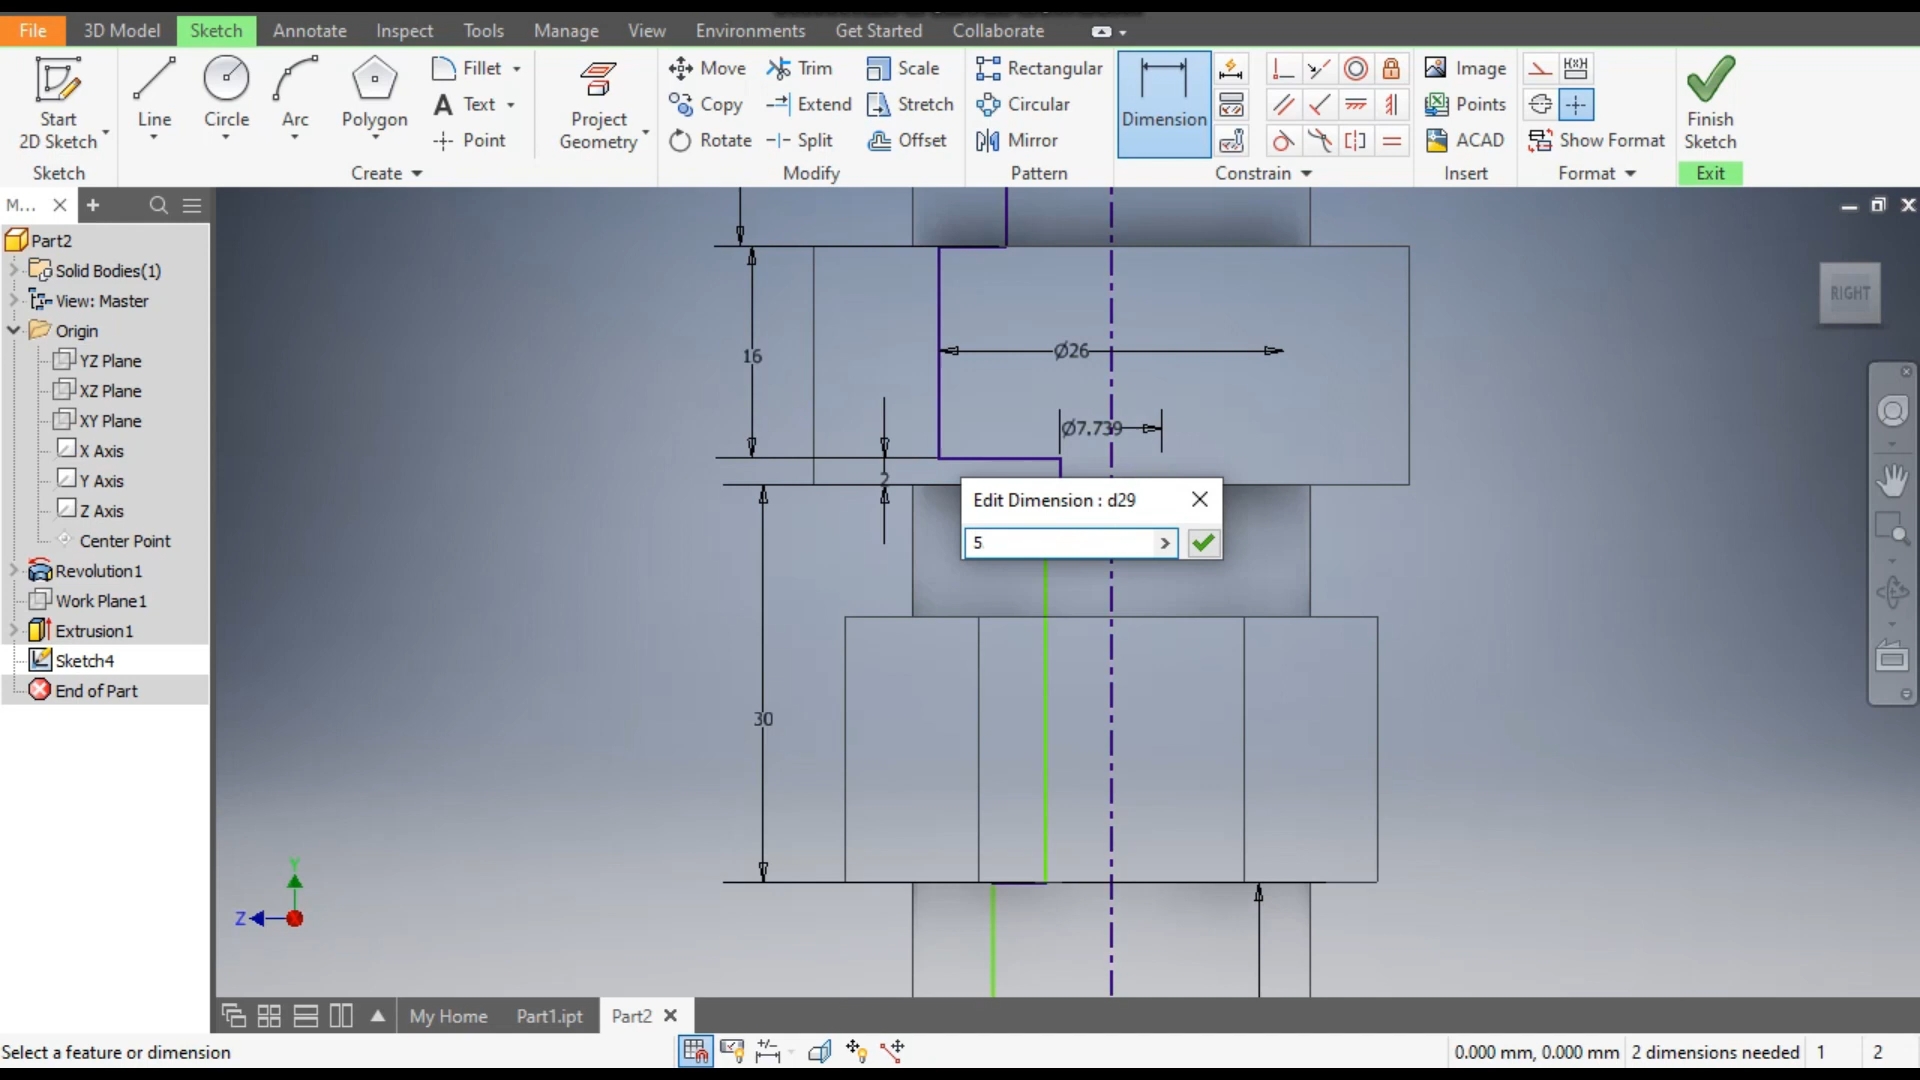 File 3D Model Sketch Annotate Inspect Tools Manage View Environments Get Started Collaborate
Start
2D Sketch
Line
Circle
Arc
Polygon
Fillet
Text
Point
Project
Geometry
Move
Copy
Rotate
Trim
Extend
Split
Scale
Stretch
Offset
Rectangular
Circular
Mirror
Dimension
Image
Points
ACAD
Show Format
Finish
Sketch
Sketch
Create
Modify
Pattern
Constrain
Insert
Format
Exit
M...
Part2
Solid Bodies(1)
View: Master
Origin
YZ Plane
XZ Plane
XY Plane
X Axis
Y Axis
Z Axis
Center Point
Revolution1
Work Plane1
Extrusion1
Sketch4
End of Part
RIGHT
16
Ø26
Ø7.739
2
Edit Dimension : d29
5
30
Y
Z
My Home Part1.ipt Part2
Select a feature or dimension
0.000 mm, 0.000 mm 2 dimensions needed 1 2